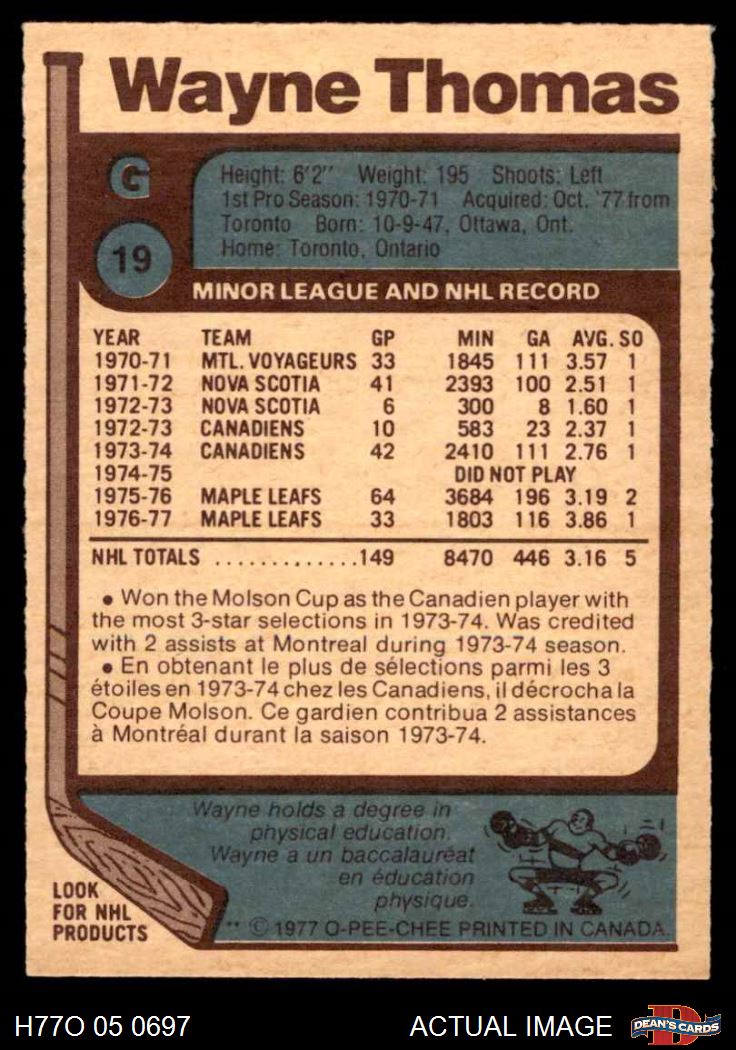 Wayne Thomas
G
Height: 6'2" Weight: 195 Shoots: Left
1st Pro Season: 1970-71 Acquired: Oct. '77 from
Toronto Born: 10-9-47, Ottawa, Ont.
Home: Toronto, Ontario
19
MINOR LEAGUE AND NHL RECORD
YEAR TEAM GP MIN GA AVG. SO
1970-71 MTL. VOYAGEURS 33 1845 111 3.57 1
1971-72 NOVA SCOTIA 41 2393 100 2.51 1
1972-73 NOVA SCOTIA 6 300 8 1.60 1
1972-73 CANADIENS 10 583 23 2.37 1
1973-74 CANADIENS 42 2410 111 2.76 1
1974-75 DID NOT PLAY
1975-76 MAPLE LEAFS 64 3684 196 3.19 2
1976-77 MAPLE LEAFS 33 1803 116 3.86 1
NHL TOTALS ..............149 8470 446 3.16 5
• Won the Molson Cup as the Canadien player with
the most 3-star selections in 1973-74. Was credited
with 2 assists at Montreal during 1973-74 season.
• En obtenant le plus de sélections parmi les 3
étoiles en 1973-74 chez les Canadiens, il décrocha la
Coupe Molson. Ce gardien contribua 2 assistances
à Montréal durant la saison 1973-74.
Wayne holds a degree in
physical education.
Wayne a un baccalauréat
en éducation
physique.
LOOK
FOR NHL
PRODUCTS
** © 1977 O-PEE-CHEE PRINTED IN CANADA.
H77O 05 0697 ACTUAL IMAGE
DEAN'S CARDS